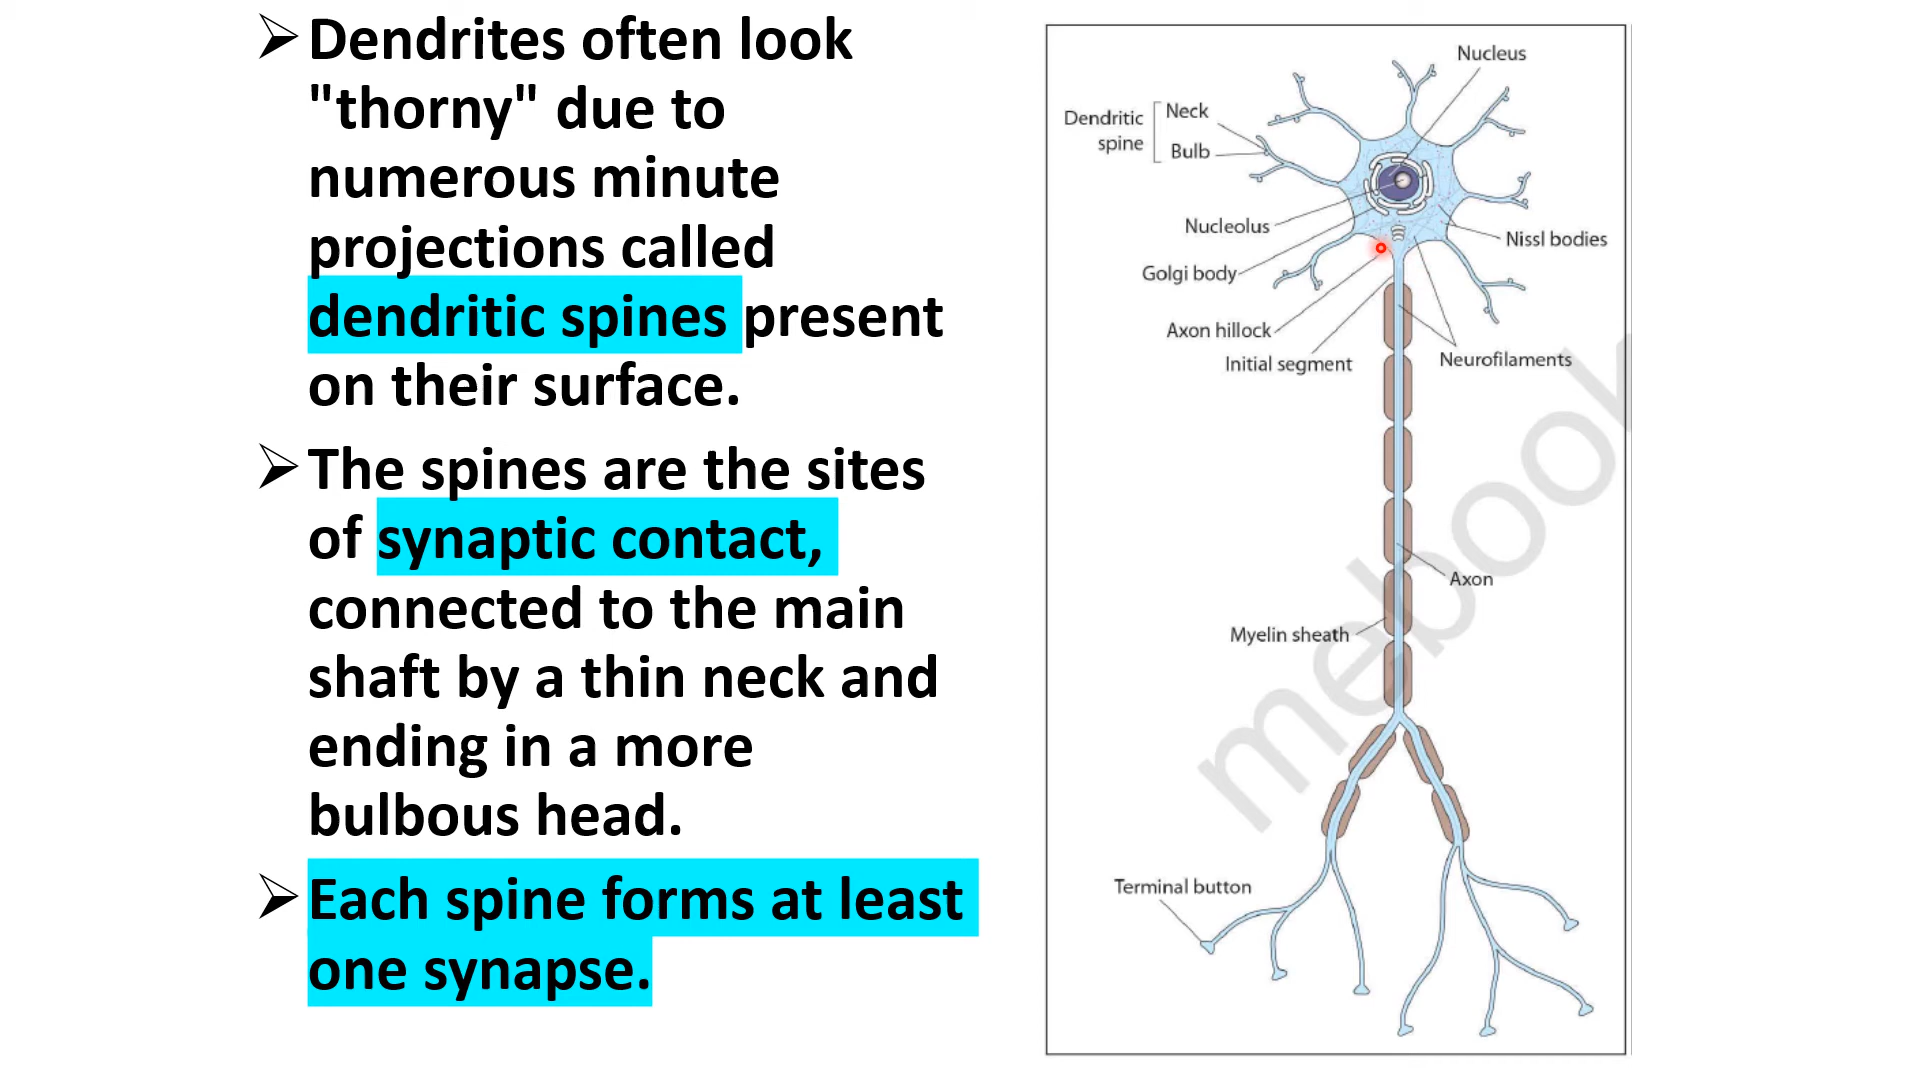 Dendrites often look
"thorny" due to
numerous minute
projections called
dendritic spines present
on their surface.
The spines are the sites
of synaptic contact,
connected to the main
shaft by a thin neck and
ending in a more
bulbous head.
Each spine forms at least
one synapse.
Nucleus
Dendritic
spine
Neck
Bulb
Nucleolus
Nissl bodies
Golgi body
Axon hillock
Initial segment
Neurofilaments
Axon
Myelin sheath
Terminal button
mebook